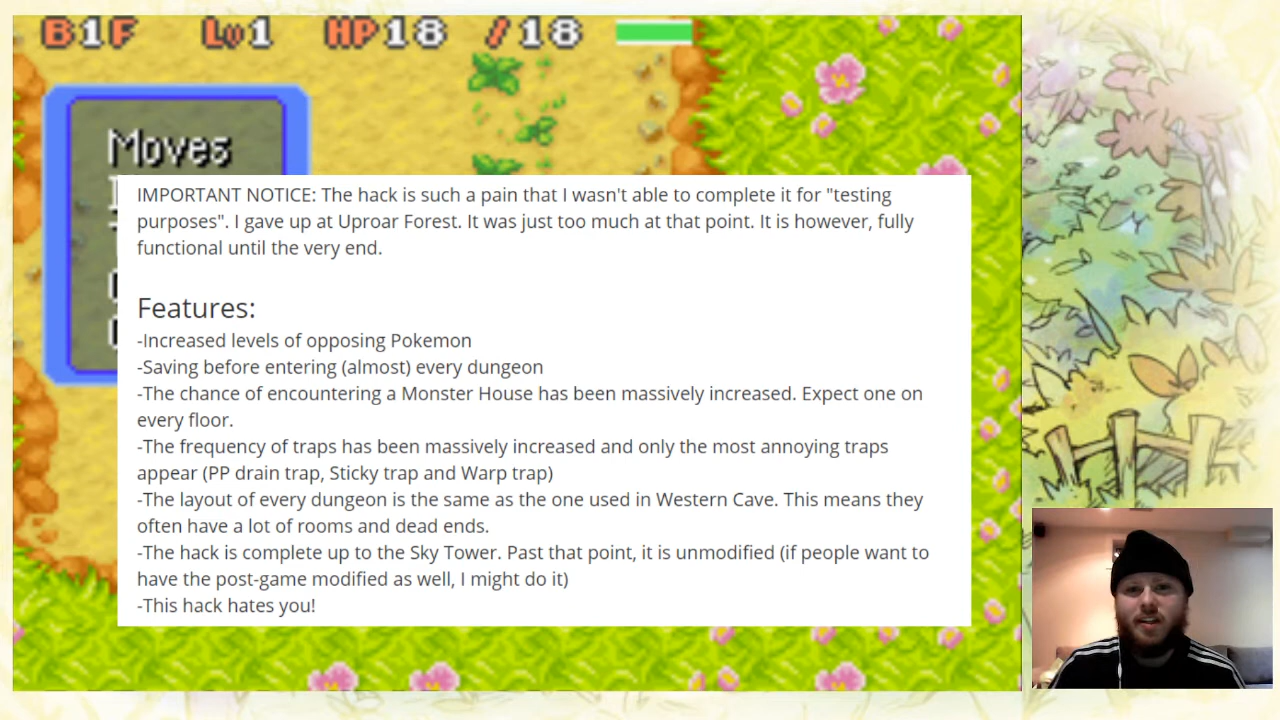 B1F Lv1 HP18 /18
Moves
IMPORTANT NOTICE: The hack is such a pain that I wasn't able to complete it for "testing
purposes". I gave up at Uproar Forest. It was just too much at that point. It is however, fully
functional until the very end.
Features:
-Increased levels of opposing Pokemon
-Saving before entering (almost) every dungeon
-The chance of encountering a Monster House has been massively increased. Expect one on
every floor.
-The frequency of traps has been massively increased and only the most annoying traps
appear (PP drain trap, Sticky trap and Warp trap)
-The layout of every dungeon is the same as the one used in Western Cave. This means they
often have a lot of rooms and dead ends.
-The hack is complete up to the Sky Tower. Past that point, it is unmodified (if people want to
have the post-game modified as well, I might do it)
-This hack hates you!